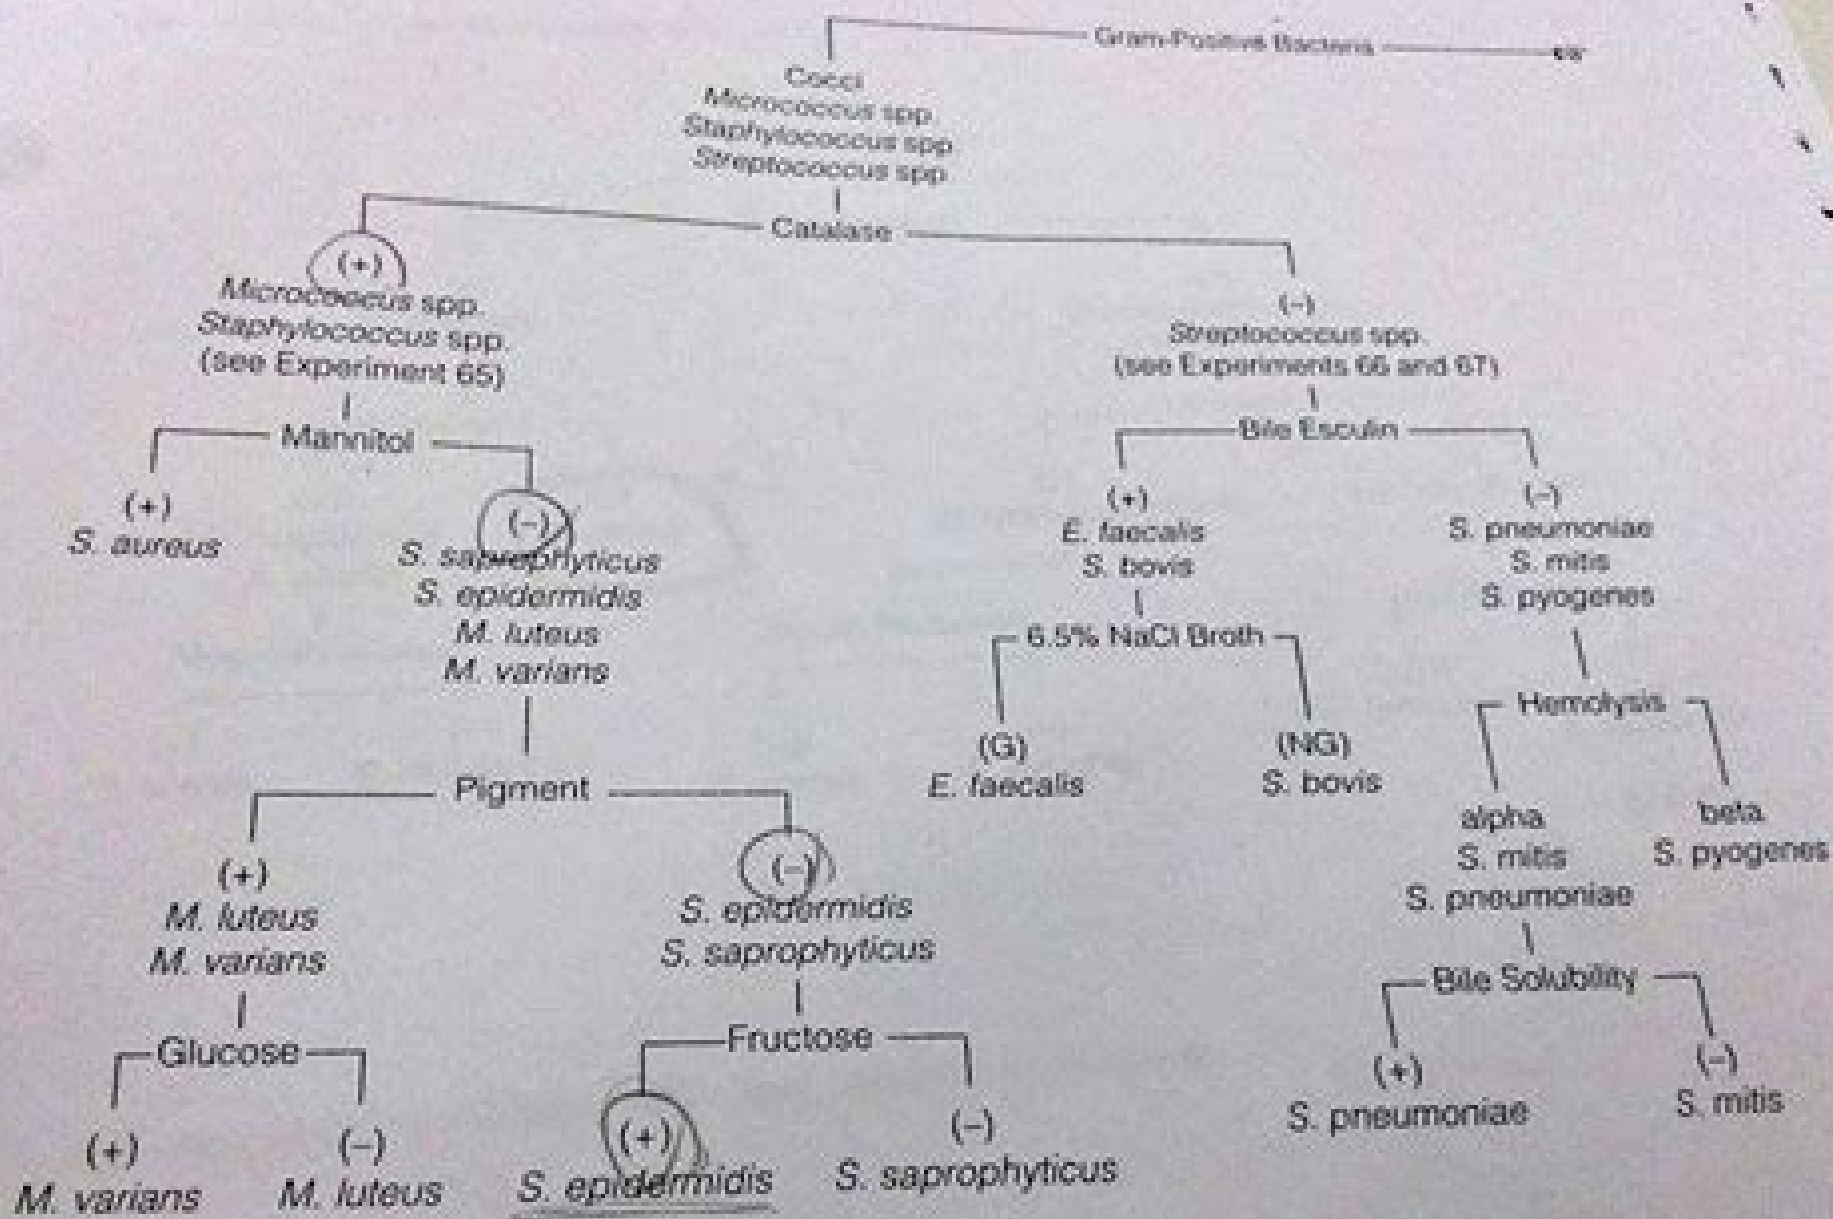 Gram-Positive Bacteria
Cocci
Micrococcus spp.
Staphylococcus spp.
Streptococcus spp.
Catalase
(+)
Micrococcus spp.
Staphylococcus spp.
(see Experiment 65)
(-)
Streptococcus spp.
(see Experiments 66 and 67)
Mannitol
Bile Esculin
(+)
S. aureus
(-)
S. saprophyticus
S. epidermidis
M. luteus
M. varians
(+)
E. faecalis
S. bovis
(-)
S. pneumoniae
S. mitis
S. pyogenes
6.5% NaCl Broth
Hemolysis
(G)
E. faecalis
(NG)
S. bovis
Pigment
alpha
S. mitis
S. pneumoniae
beta
S. pyogenes
(+)
M. luteus
M. varians
(-)
S. epidermidis
S. saprophyticus
Bile Solubility
Glucose
Fructose
(+)
S. pneumoniae
(-)
S. mitis
(+)
M. varians
(-)
M. luteus
(+)
S. epidermidis
(-)
S. saprophyticus